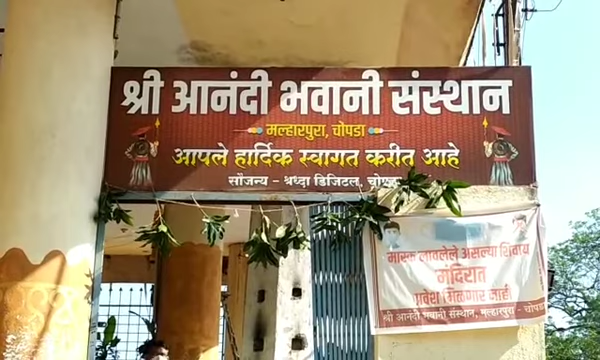 श्री आनंदी भवानी संस्थान
मल्हारपुरा, चोपडा
आपले हार्दिक स्वागत करीत आहे
सौजन्य - श्रध्दा डिजिटल, चोपडा
मास्क लावलेले असल्या शिवाय
मंदिरात
प्रवेश मिळणार नाही
श्री आनंदी भवानी संस्थान, मल्हारपुरा - चोपडा